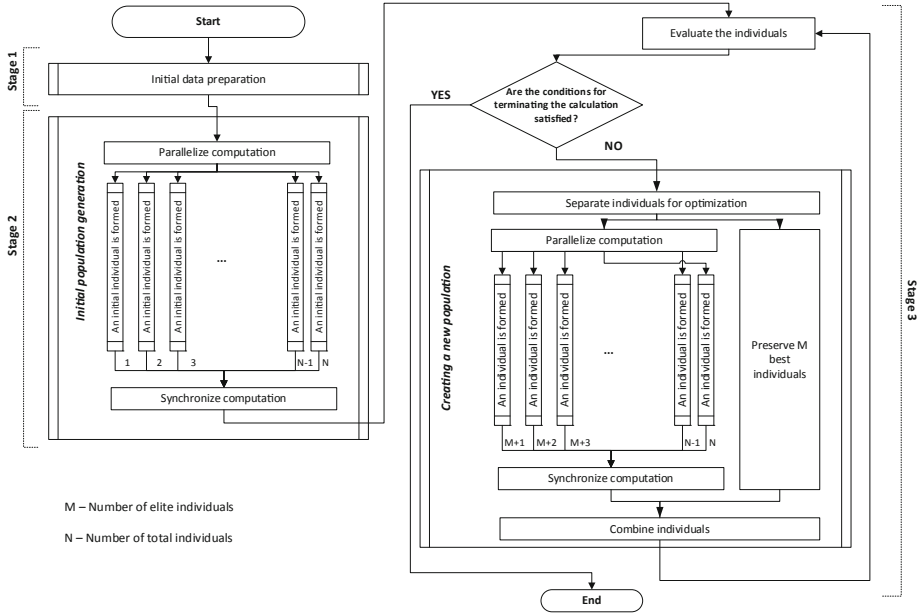 Start
Stage 1
Initial data preparation
Stage 2
Initial population generation
Parallelize computation
An initial individual is formed
An initial individual is formed
An initial individual is formed
...
An initial individual is formed
An initial individual is formed
1
2
3
N-1
N
Synchronize computation
M – Number of elite individuals
N – Number of total individuals
Stage 3
Evaluate the individuals
Are the conditions for
terminating the calculation
satisfied?
YES
NO
Creating a new population
Separate individuals for optimization
Parallelize computation
An individual is formed
An individual is formed
An individual is formed
...
An individual is formed
An individual is formed
M+1
M+2
M+3
N-1
N
Preserve M
best
individuals
Synchronize computation
Combine individuals
End